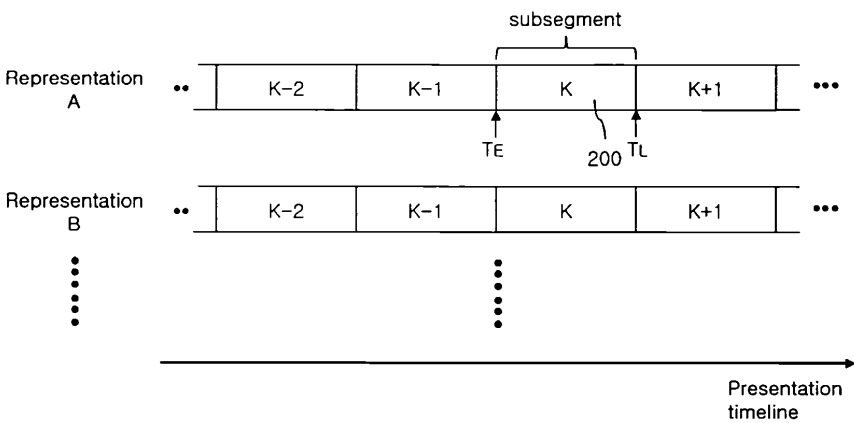 subsegment
Representation
A
•• K-2 K-1 K K+1 •••
TE 200 TL
Representation
B
•• K-2 K-1 K K+1 •••
Presentation
timeline